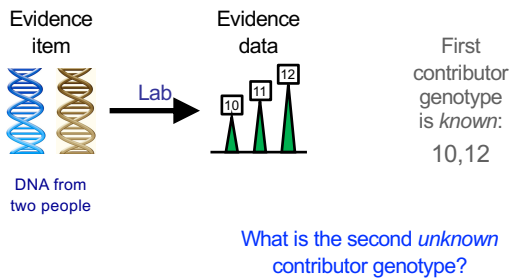 Evidence
item
Lab
DNA from
two people
Evidence
data
10
11
12
First
contributor
genotype
is known:
10,12
What is the second unknown
contributor genotype?